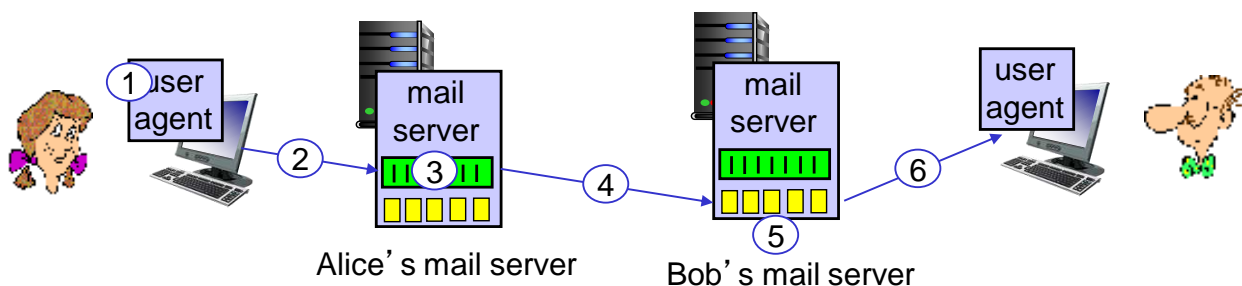 1 user
agent
2
mail
server
3
Alice’s mail server
4
mail
server
5
Bob’s mail server
6
user
agent